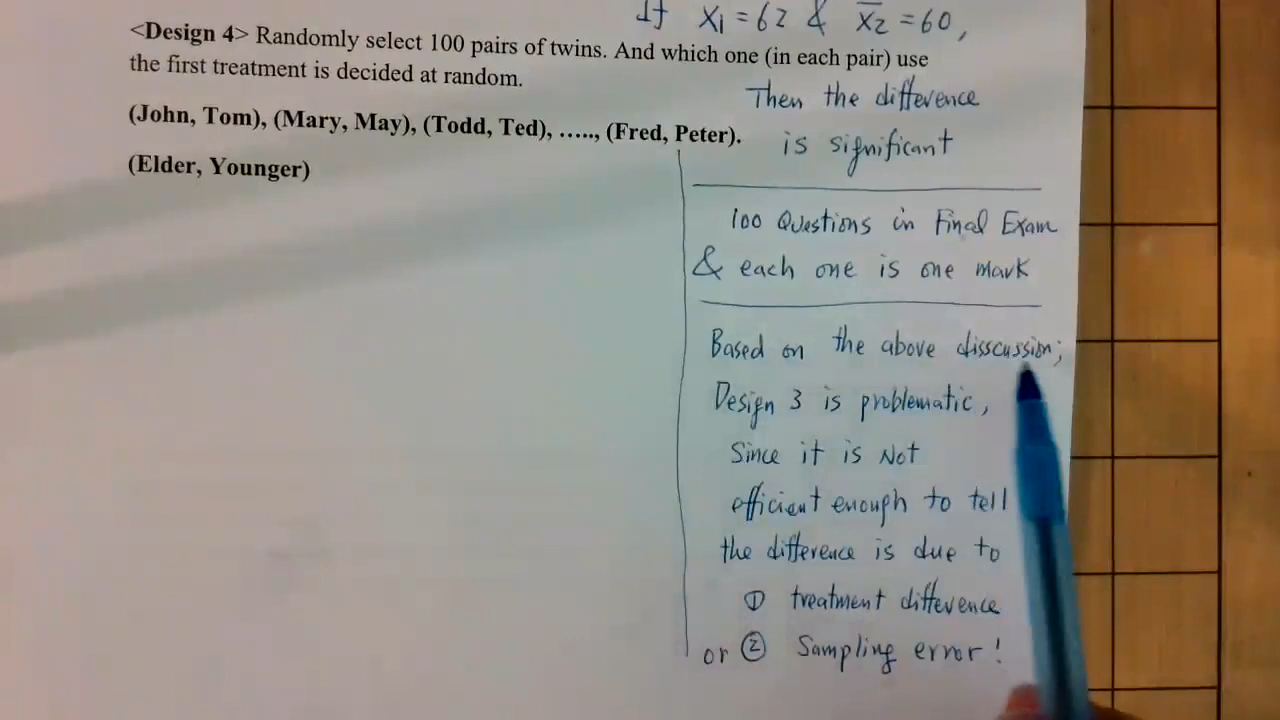 If x̄1 = 62 & x̄2 = 60,
<Design 4> Randomly select 100 pairs of twins. And which one (in each pair) use
the first treatment is decided at random.
(John, Tom), (Mary, May), (Todd, Ted), ….., (Fred, Peter).
(Elder, Younger)
Then the difference
is significant
100 Questions in Final Exam
& each one is one mark
Based on the above disscussion;
Design 3 is problematic,
Since it is Not
efficient enough to tell
the difference is due to
① treatment difference
or ② Sampling error!